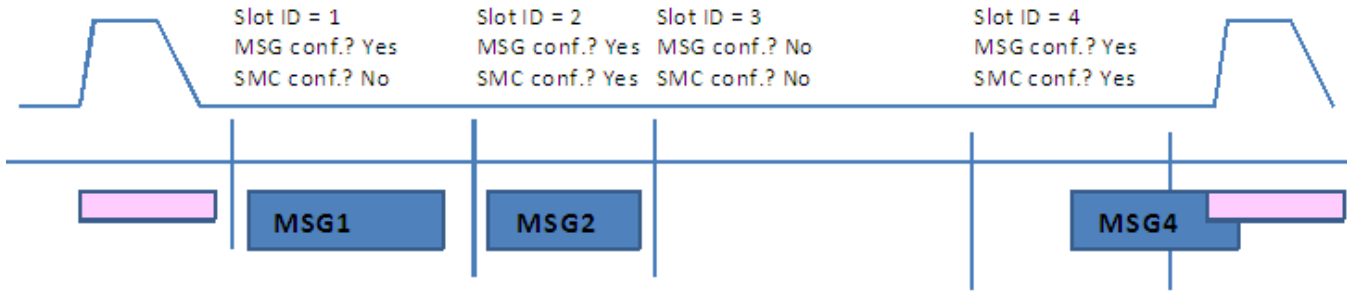 Slot ID = 1
MSG conf.? Yes
SMC conf.? No
Slot ID = 2
MSG conf.? Yes
SMC conf.? Yes
Slot ID = 3
MSG conf.? No
SMC conf.? No
Slot ID = 4
MSG conf.? Yes
SMC conf.? Yes
MSG1
MSG2
MSG4